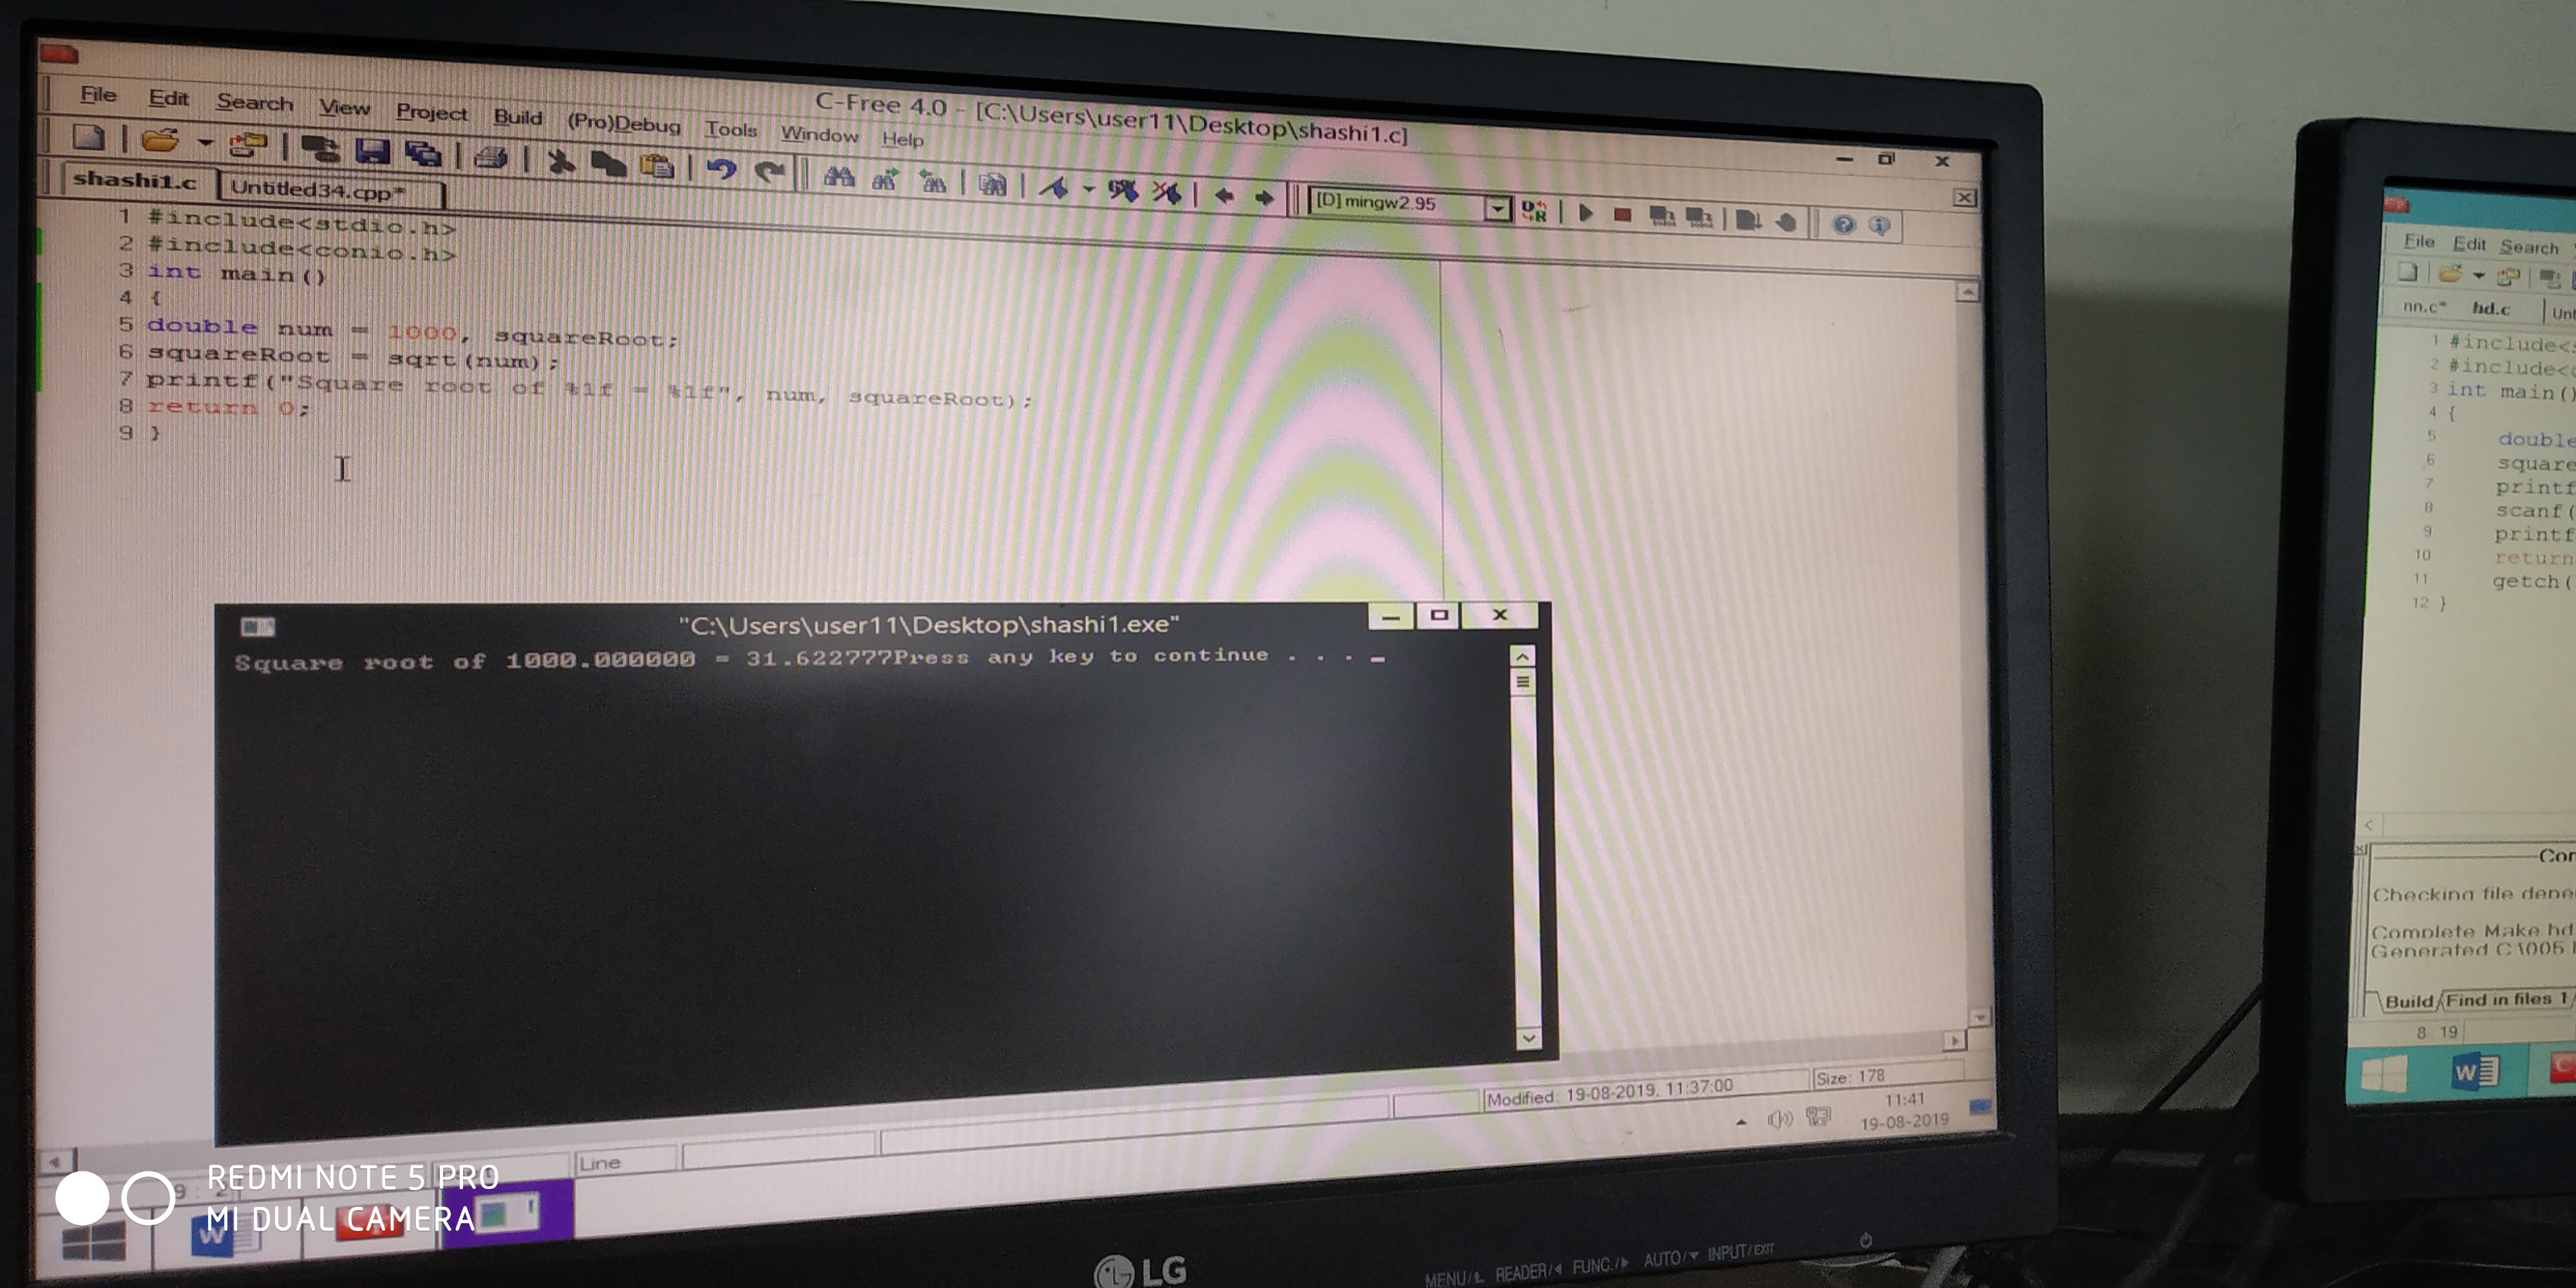 C-Free 4.0 - [C:\Users\user11\Desktop\shashi1.c]
File Edit Search View Project Build (Pro)Debug Tools Window Help
[D] mingw2.95
shashi1.c Untitled34.cpp*
1 #include<stdio.h>
2 #include<conio.h>
3 int main()
4 {
5 double num = 1000, squareRoot;
6 squareRoot = sqrt(num);
7 printf("Square root of %lf = %lf", num, squareRoot);
8 return 0;
9 }
"C:\Users\user11\Desktop\shashi1.exe"
Square root of 1000.000000 = 31.622777Press any key to continue . . . _
Line
Modified: 19-08-2019, 11:37:00
Size: 178
11:41
19-08-2019
REDMI NOTE 5 PRO
MI DUAL CAMERA
LG
MENU/ READER/ FUNC./ AUTO/ INPUT/EXIT
File Edit Search
nn.c* hd.c
1 #include<
2 #include<
3 int main()
4 {
5 double
6 square
7 printf
8 scanf(
9 printf
10 return
11 getch(
12 }
Checking file depe
Complete Make hd
Generated C:\005
Build Find in files 1
8 19